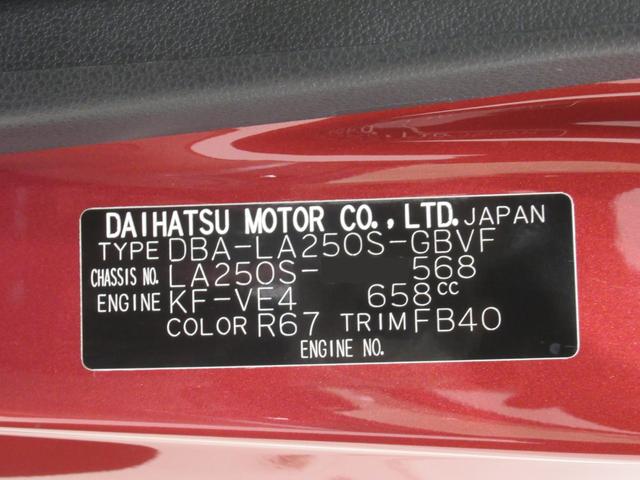 DAIHATSU MOTOR CO.,LTD. JAPAN
TYPE DBA-LA250S-GBVF
CHASSIS NO. LA250S- 568
ENGINE KF-VE4 658cc
COLOR R67 TRIM FB40
ENGINE NO.